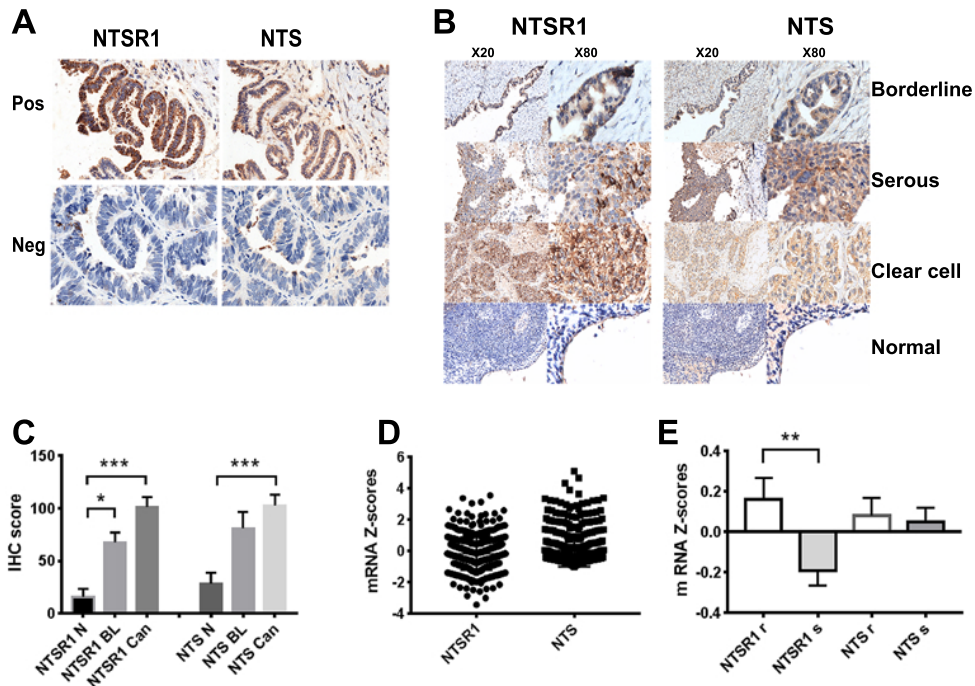 A
NTSR1 NTS
Pos
Neg
B
NTSR1 NTS
X20 X80 X20 X80
Borderline
Serous
Clear cell
Normal
C
IHC score
150
100
50
0
*** ***
*
NTSR1 N NTSR1 BL NTSR1 Can NTS N NTS BL NTS Can
D
mRNA Z-scores
6
4
2
0
-2
-4
NTSR1 NTS
E
m RNA Z-scores
0.4
0.2
0.0
-0.2
-0.4
**
NTSR1 r NTSR1 s NTS r NTS s